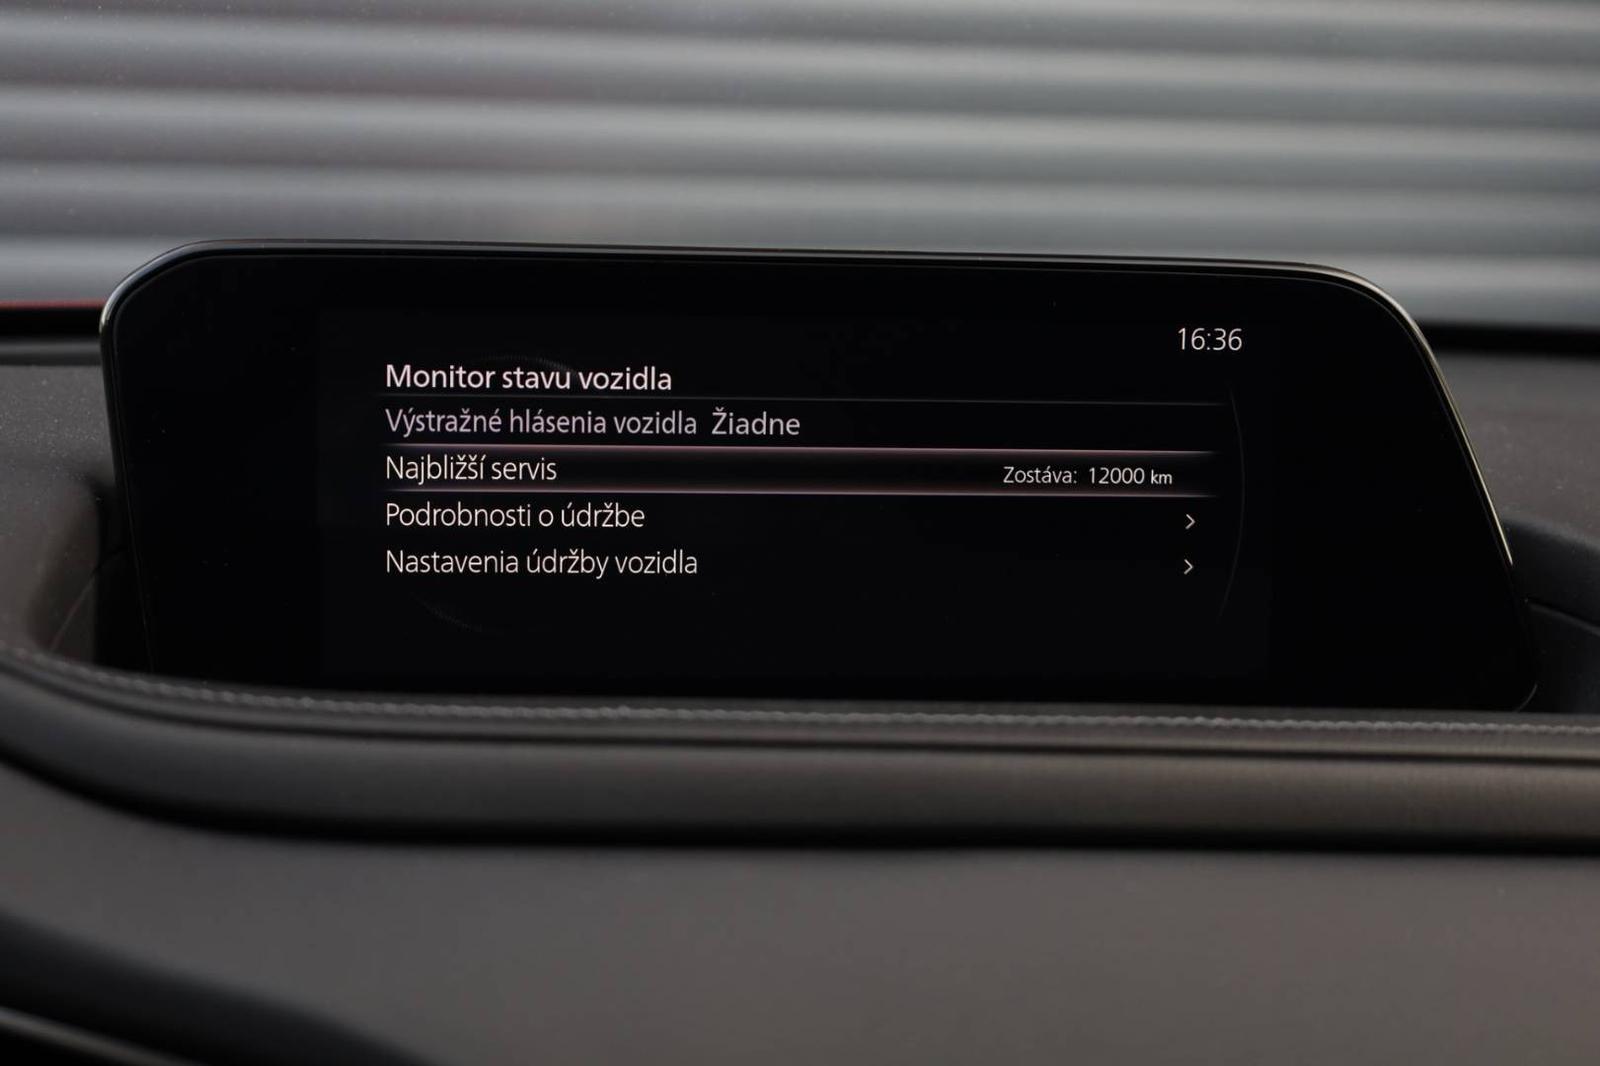 16:36
Monitor stavu vozidla
Výstražné hlásenia vozidla Žiadne
Najbližší servis Zostáva: 12000 km
Podrobnosti o údržbe
Nastavenia údržby vozidla